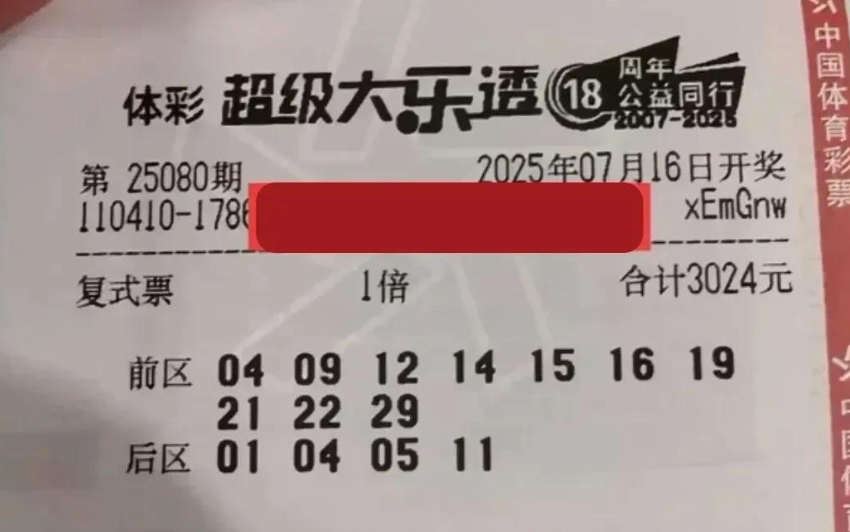 体彩 超级大乐透 18 周年
公益同行
2007-2025
第 25080期 2025年07月16日开奖
110410-1786 xEmGnw
复式票 1倍 合计3024元
前区 04 09 12 14 15 16 19
21 22 29
后区 01 04 05 11
中国体育彩票
中国体